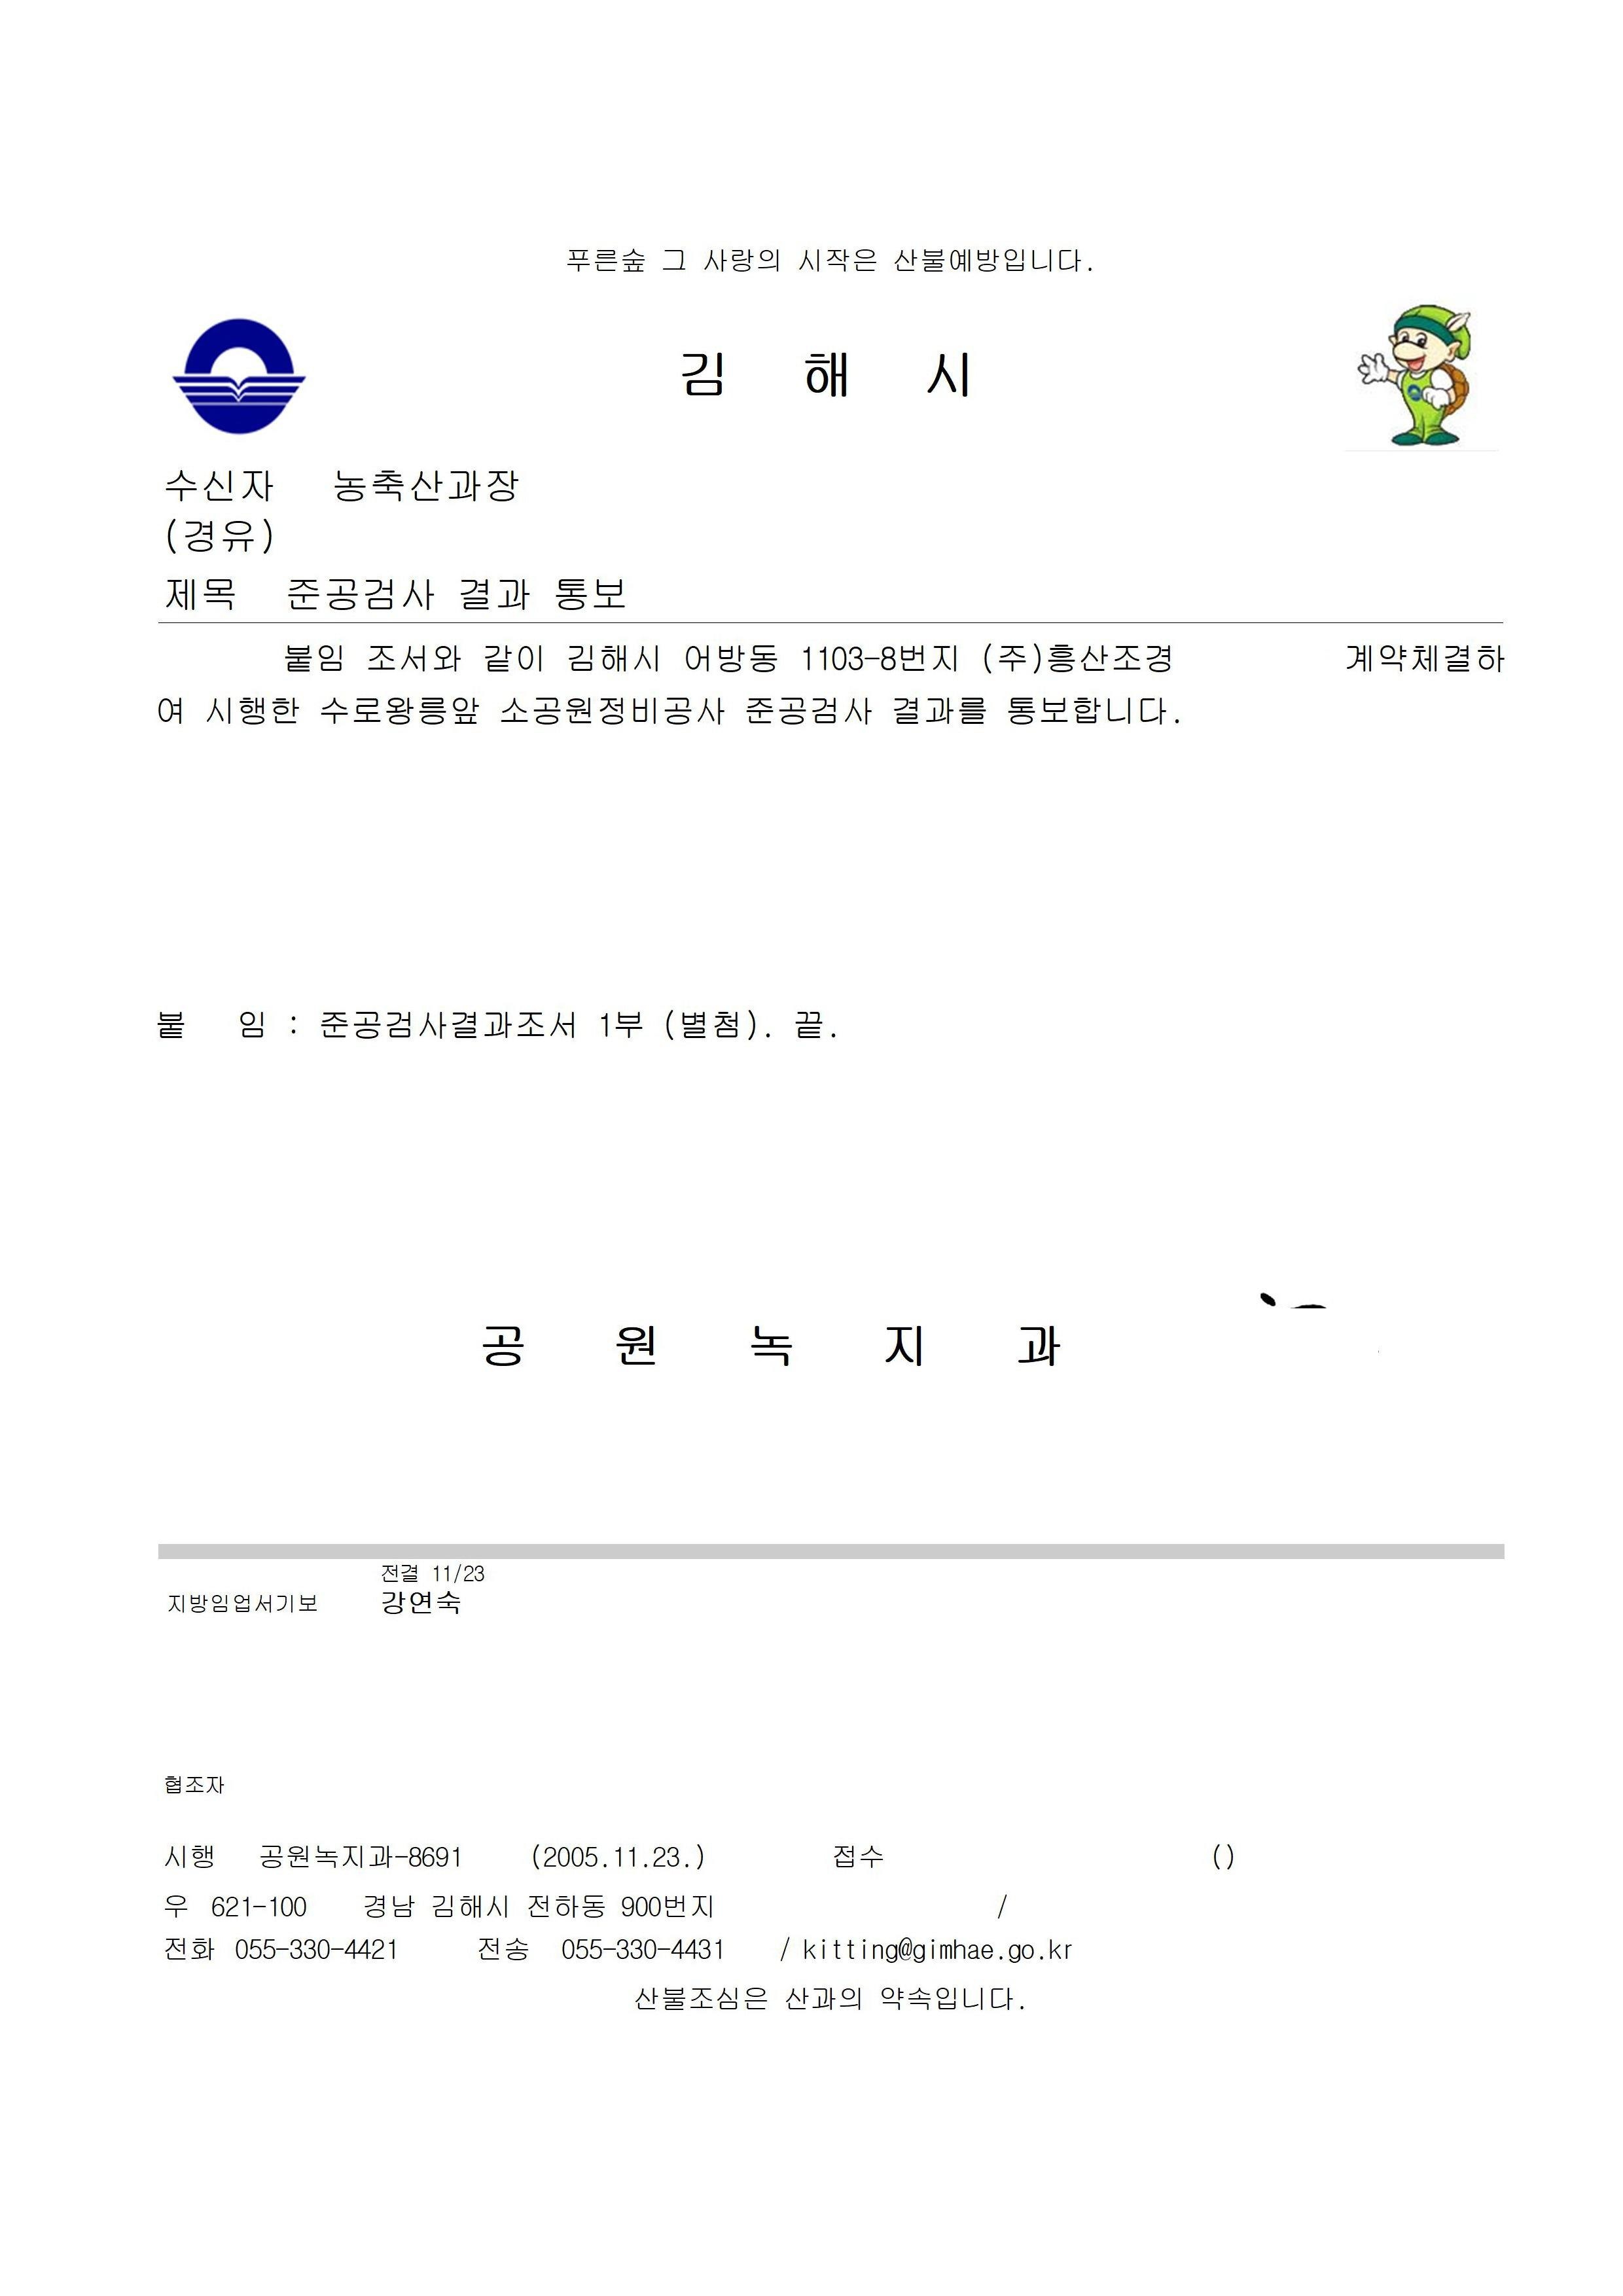 푸른숲 그 사랑의 시작은 산불예방입니다.
김 해 시
수신자 농축산과장
(경유)
제목 준공검사 결과 통보
붙임 조서와 같이 김해시 어방동 1103-8번지 (주)흥산조경 계약체결하
여 시행한 수로왕릉앞 소공원정비공사 준공검사 결과를 통보합니다.
붙 임 : 준공검사결과조서 1부 (별첨). 끝.
공 원 녹 지 과
전결 11/23
지방임업서기보 강연숙
협조자
시행 공원녹지과-8691 (2005.11.23.) 접수 ()
우 621-100 경남 김해시 전하동 900번지 /
전화 055-330-4421 전송 055-330-4431 / kitting@gimhae.go.kr
산불조심은 산과의 약속입니다.